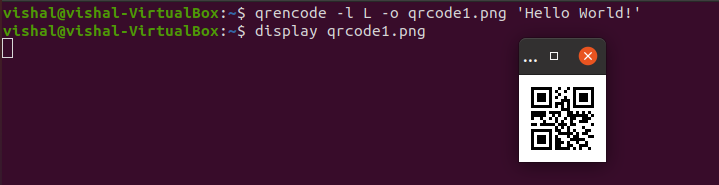 vishal@vishal-VirtualBox:~$ qrencode -l L -o qrcode1.png 'Hello World!'
vishal@vishal-VirtualBox:~$ display qrcode1.png
...